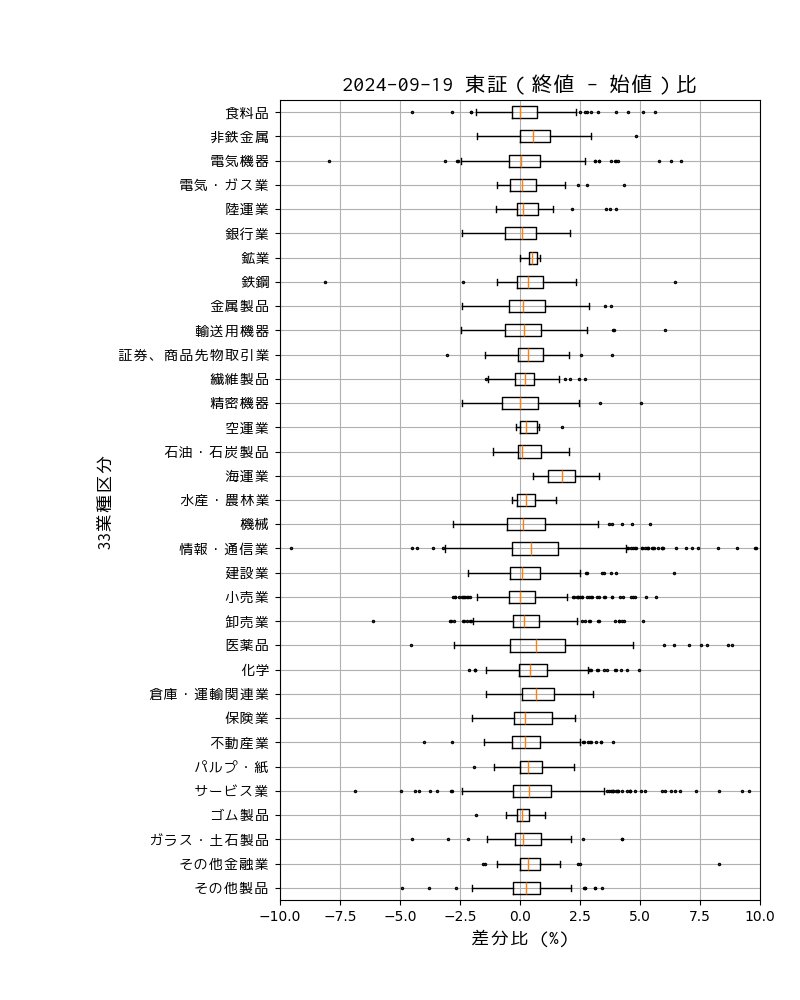 2024-09-19 東証（終値 - 始値）比
食料品
非鉄金属
電気機器
電気・ガス業
陸運業
銀行業
鉱業
鉄鋼
金属製品
輸送用機器
証券、商品先物取引業
繊維製品
精密機器
空運業
石油・石炭製品
海運業
水産・農林業
機械
情報・通信業
建設業
小売業
卸売業
医薬品
化学
倉庫・運輸関連業
保険業
不動産業
パルプ・紙
サービス業
ゴム製品
ガラス・土石製品
その他金融業
その他製品
33業種区分
−10.0 −7.5 −5.0 −2.5 0.0 2.5 5.0 7.5 10.0
差分比 (%)